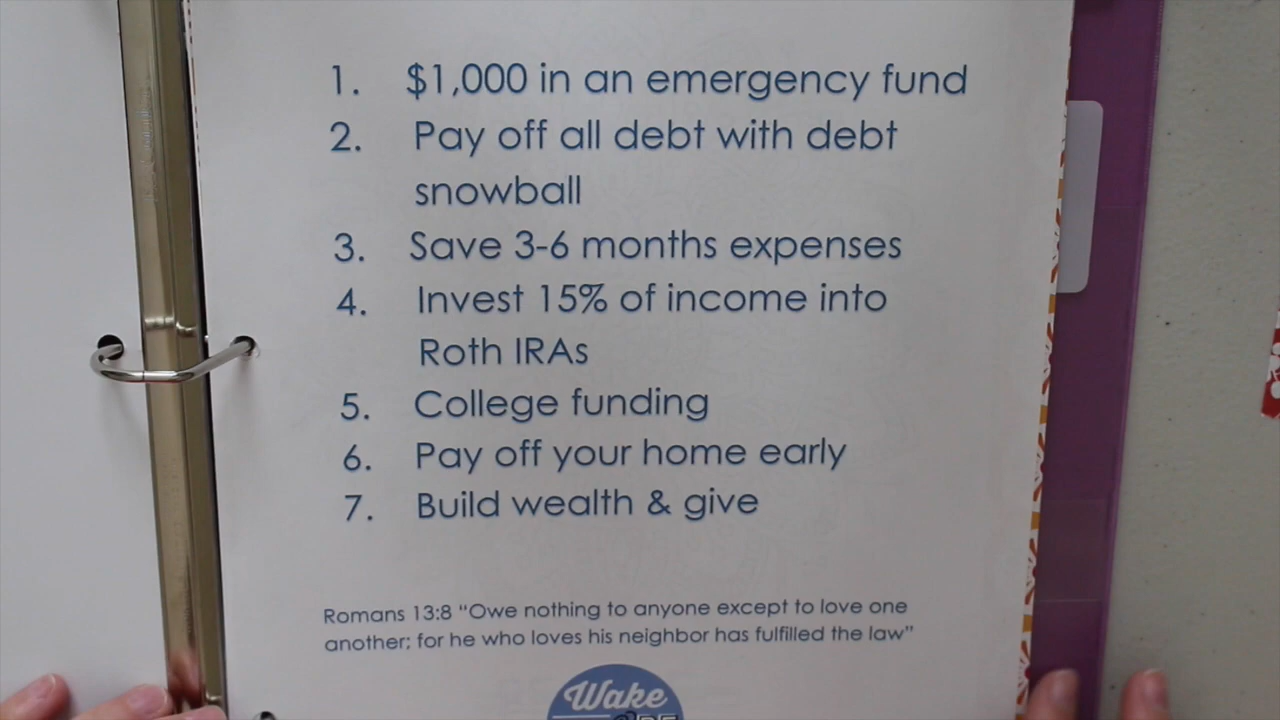 1. $1,000 in an emergency fund
2. Pay off all debt with debt
snowball
3. Save 3-6 months expenses
4. Invest 15% of income into
Roth IRAs
5. College funding
6. Pay off your home early
7. Build wealth & give
Romans 13:8 “Owe nothing to anyone except to love one
another; for he who loves his neighbor has fulfilled the law”
Wake